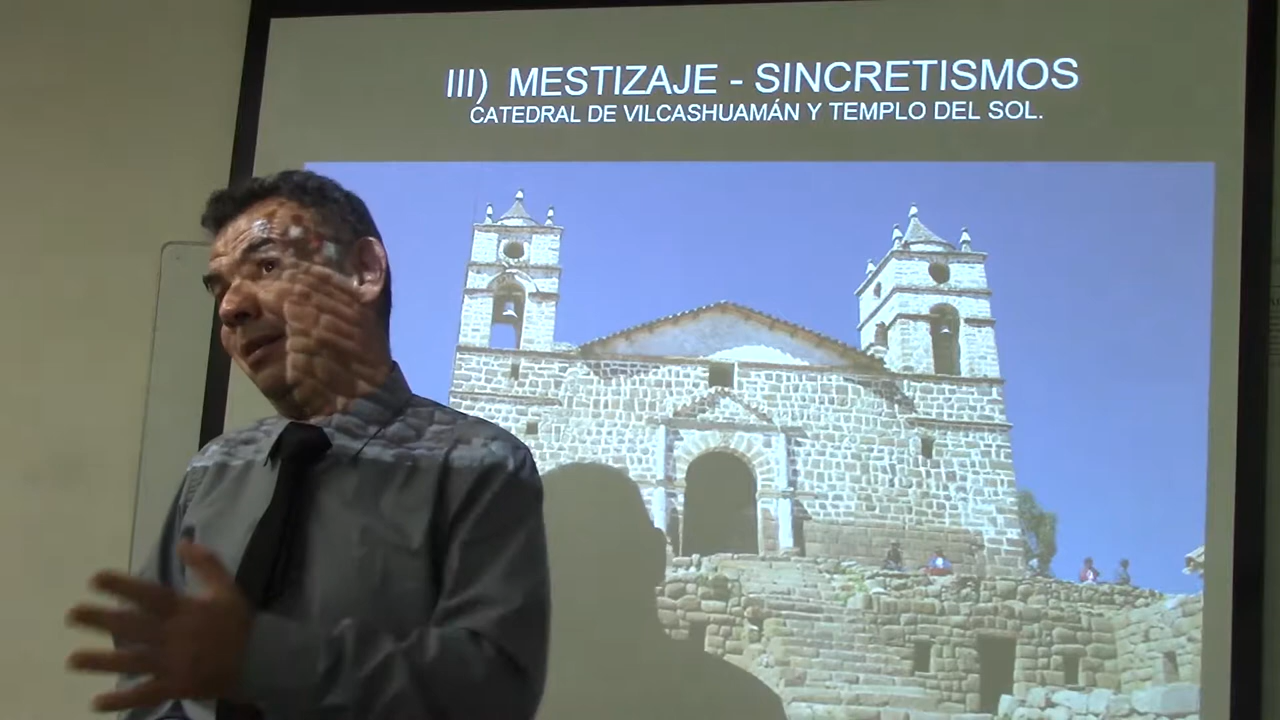 III) MESTIZAJE - SINCRETISMOS
CATEDRAL DE VILCASHUAMÁN Y TEMPLO DEL SOL.